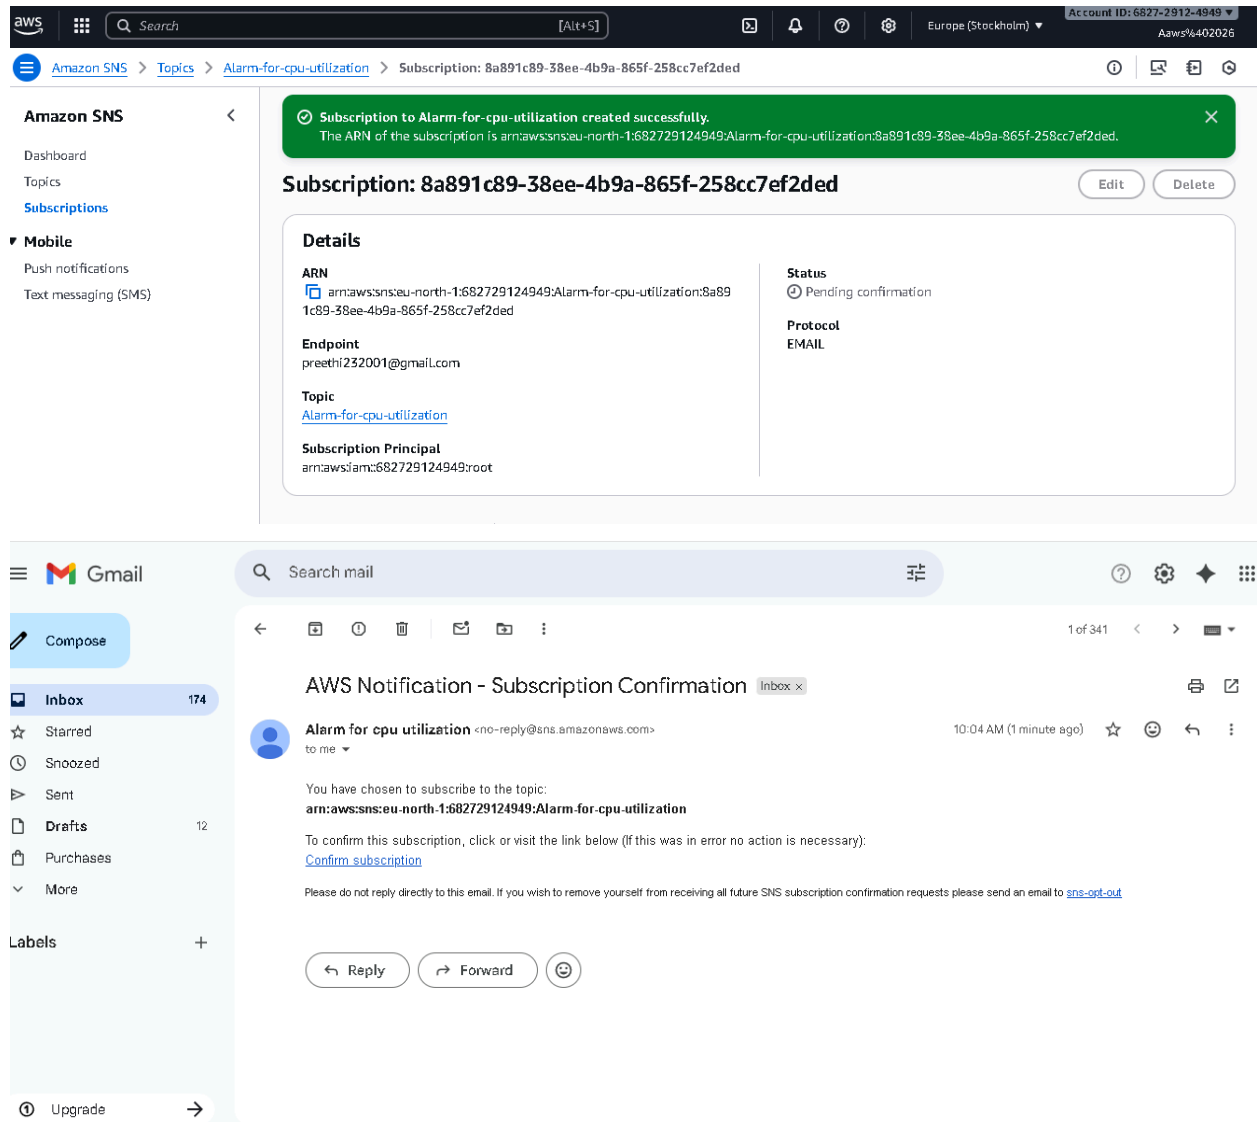 aws
Search [Alt+S]
Europe (Stockholm) ▼
Account ID: 6827-2912-4949 ▼
Aaws%402026
Amazon SNS > Topics > Alarm-for-cpu-utilization > Subscription: 8a891c89-38ee-4b9a-865f-258cc7ef2ded
Amazon SNS
Dashboard
Topics
Subscriptions
Mobile
Push notifications
Text messaging (SMS)
Subscription to Alarm-for-cpu-utilization created successfully.
The ARN of the subscription is arn:aws:sns:eu-north-1:682729124949:Alarm-for-cpu-utilization:8a891c89-38ee-4b9a-865f-258cc7ef2ded.
Subscription: 8a891c89-38ee-4b9a-865f-258cc7ef2ded
Edit
Delete
Details
ARN
arn:aws:sns:eu-north-1:682729124949:Alarm-for-cpu-utilization:8a89
1c89-38ee-4b9a-865f-258cc7ef2ded
Endpoint
preethi232001@gmail.com
Topic
Alarm-for-cpu-utilization
Subscription Principal
arn:aws:iam::682729124949:root
Status
Pending confirmation
Protocol
EMAIL
Gmail
Search mail
Compose
Inbox 174
Starred
Snoozed
Sent
Drafts 12
Purchases
More
Labels
Upgrade
1 of 341
AWS Notification - Subscription Confirmation Inbox ×
Alarm for cpu utilization <no-reply@sns.amazonaws.com>
10:04 AM (1 minute ago)
to me
You have chosen to subscribe to the topic:
arn:aws:sns:eu-north-1:682729124949:Alarm-for-cpu-utilization
To confirm this subscription, click or visit the link below (If this was in error no action is necessary):
Confirm subscription
Please do not reply directly to this email. If you wish to remove yourself from receiving all future SNS subscription confirmation requests please send an email to sns-opt-out
Reply
Forward